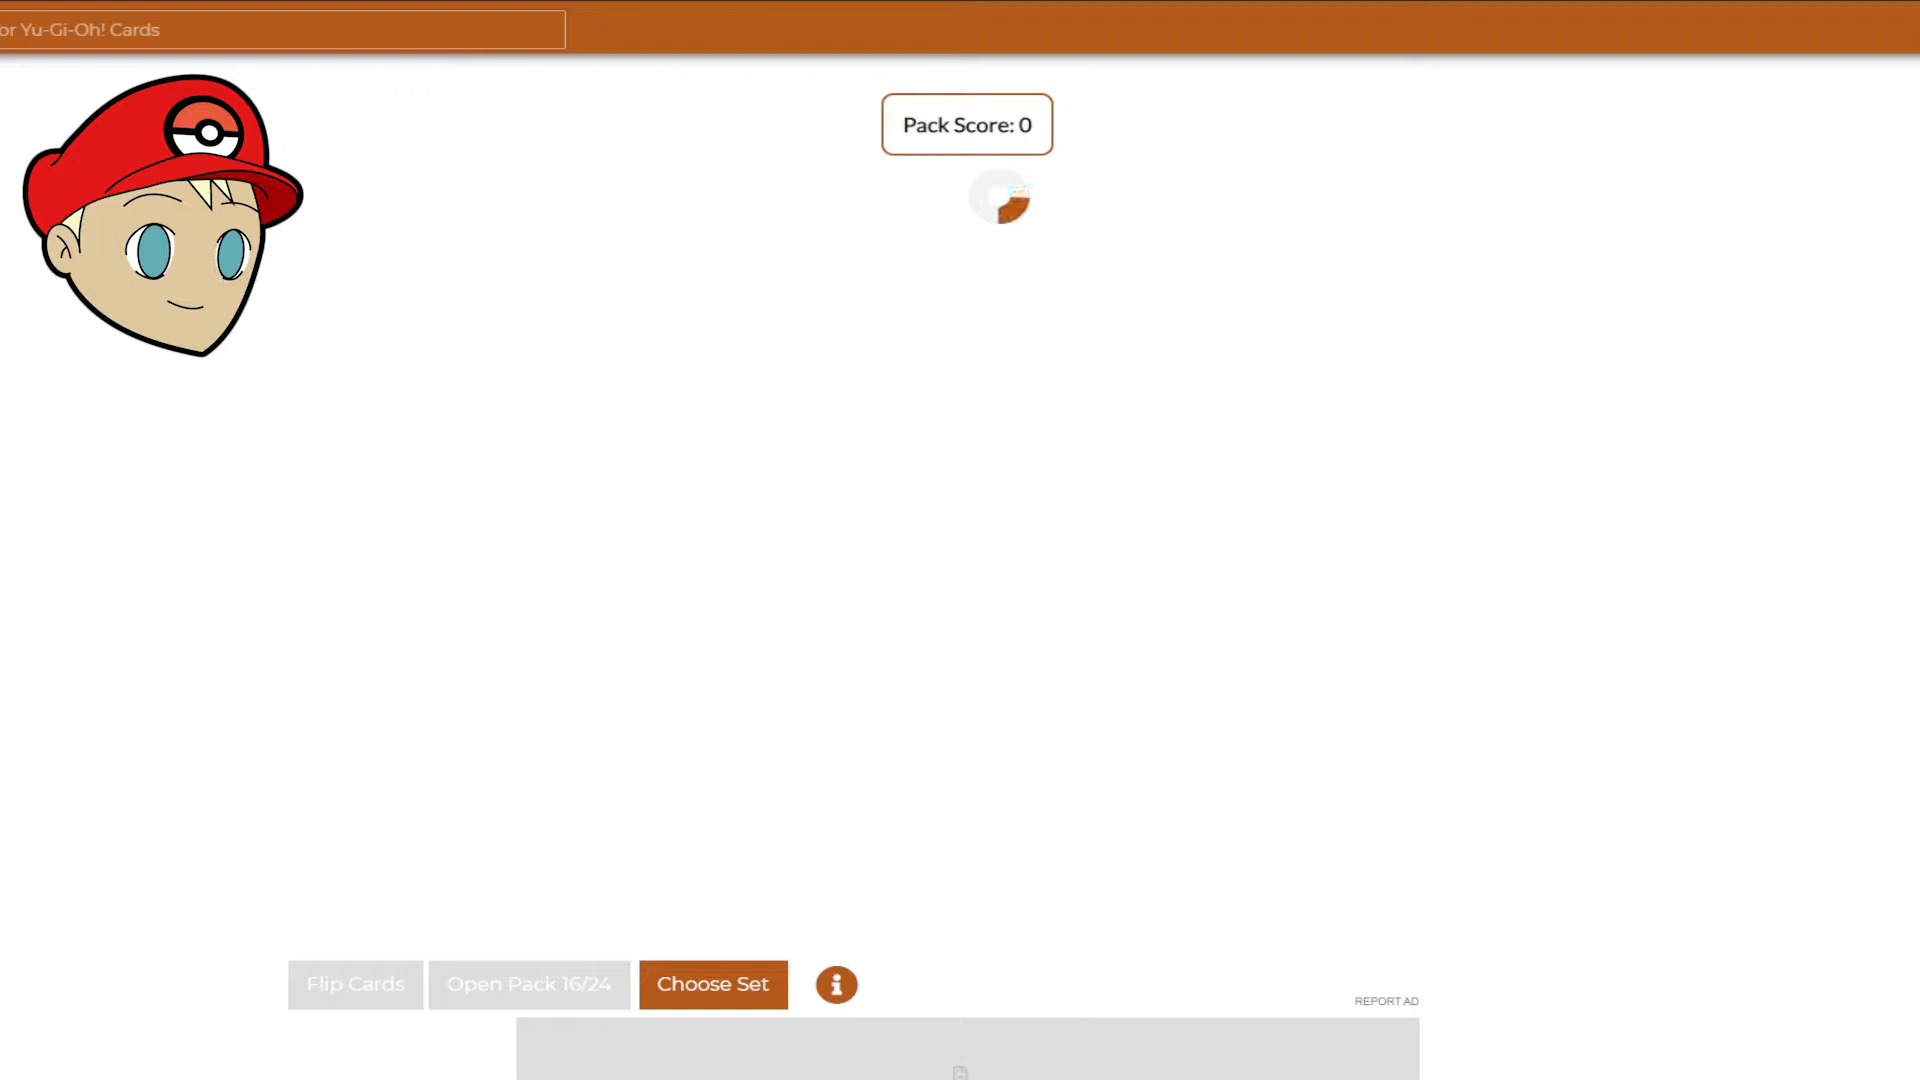 or Yu-Gi-Oh! Cards
Pack Score: 0
Flip Cards
Open Pack 16/24
Choose Set
REPORT AD